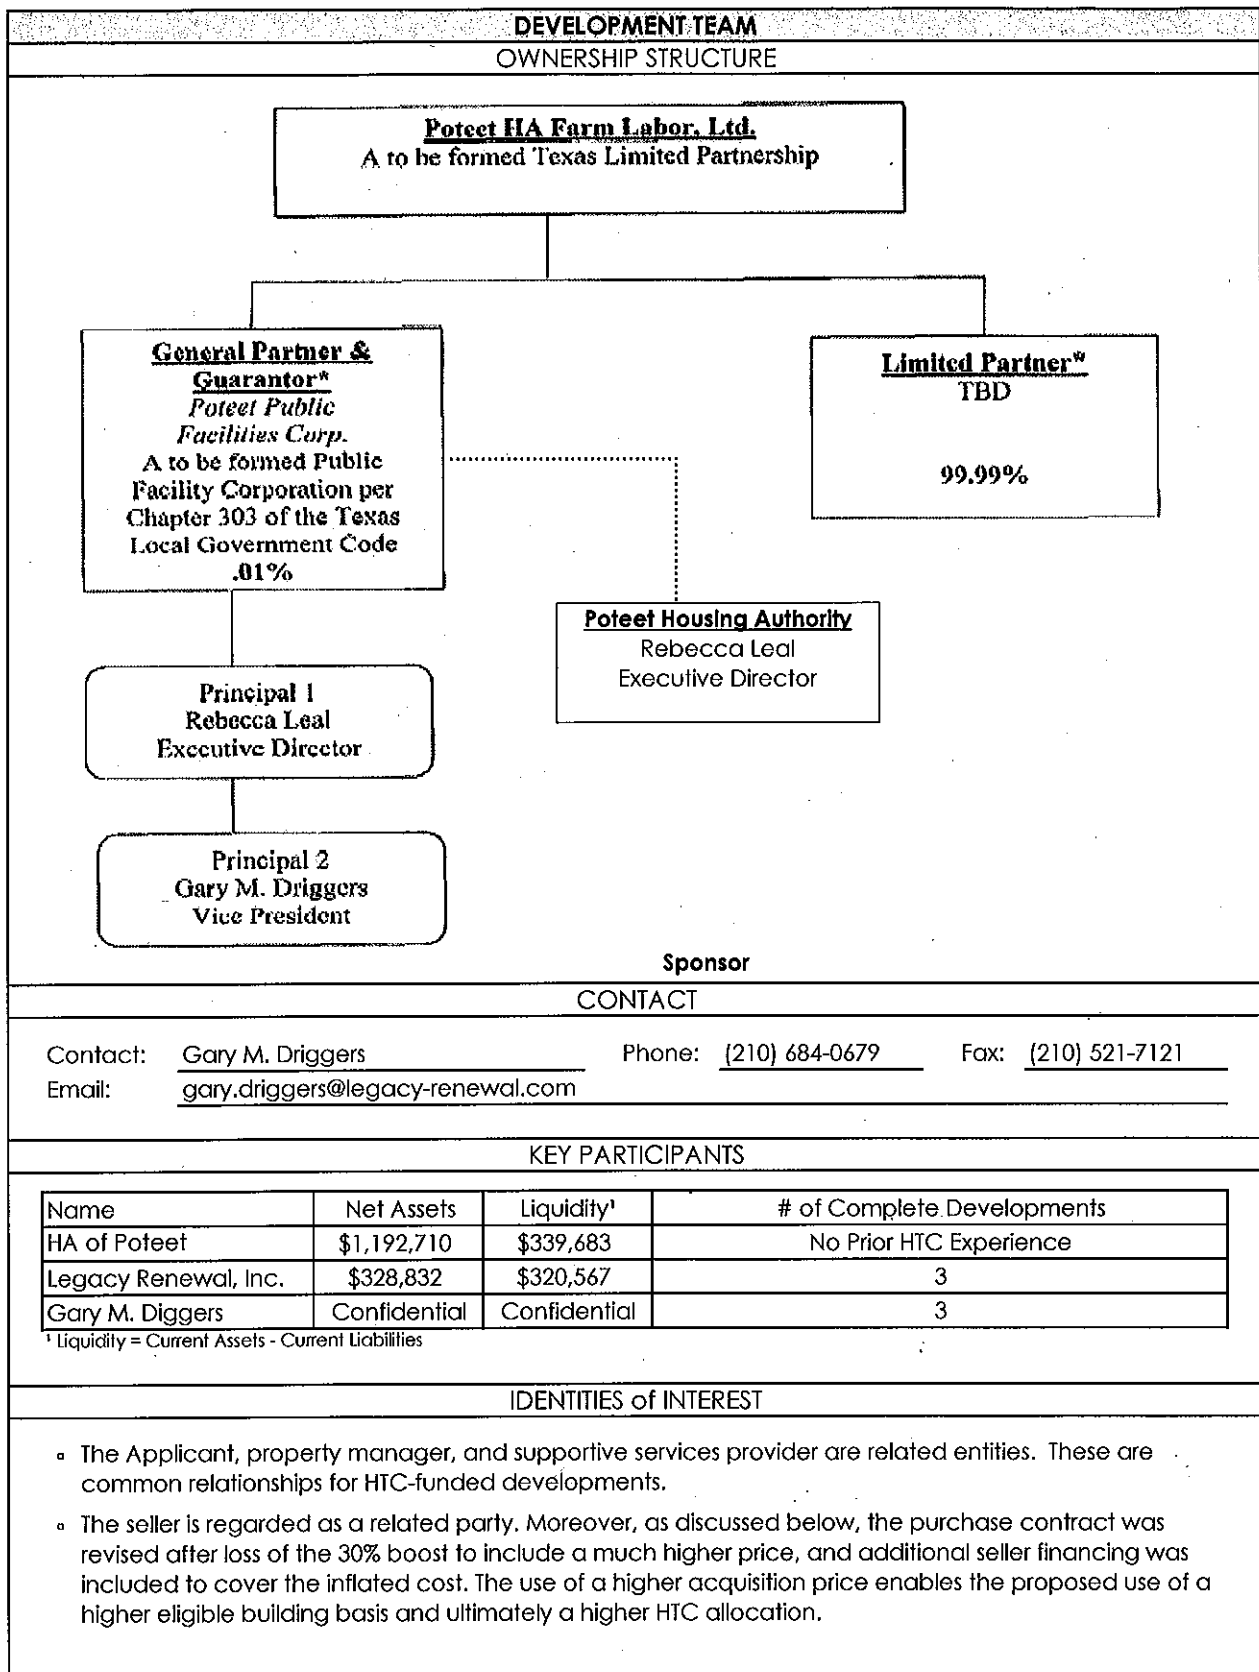 DEVELOPMENT TEAM
OWNERSHIP STRUCTURE
Poteet HA Farm Labor, Ltd.
A to be formed Texas Limited Partnership
General Partner &
Guarantor*
Poteet Public
Facilities Corp.
A to be formed Public
Facility Corporation per
Chapter 303 of the Texas
Local Government Code
.01%
Limited Partner*
TBD
99.99%
Poteet Housing Authority
Rebecca Leal
Executive Director
Principal 1
Rebecca Leal
Executive Director
Principal 2
Gary M. Driggers
Vice President
Sponsor
CONTACT
Contact: Gary M. Driggers Phone: (210) 684-0679 Fax: (210) 521-7121
Email: gary.driggers@legacy-renewal.com
KEY PARTICIPANTS
Name Net Assets Liquidity¹ # of Complete Developments
HA of Poteet $1,192,710 $339,683 No Prior HTC Experience
Legacy Renewal, Inc. $328,832 $320,567 3
Gary M. Diggers Confidential Confidential 3
¹ Liquidity = Current Assets - Current Liabilities
IDENTITIES of INTEREST
▫ The Applicant, property manager, and supportive services provider are related entities. These are
common relationships for HTC-funded developments.
▫ The seller is regarded as a related party. Moreover, as discussed below, the purchase contract was
revised after loss of the 30% boost to include a much higher price, and additional seller financing was
included to cover the inflated cost. The use of a higher acquisition price enables the proposed use of a
higher eligible building basis and ultimately a higher HTC allocation.